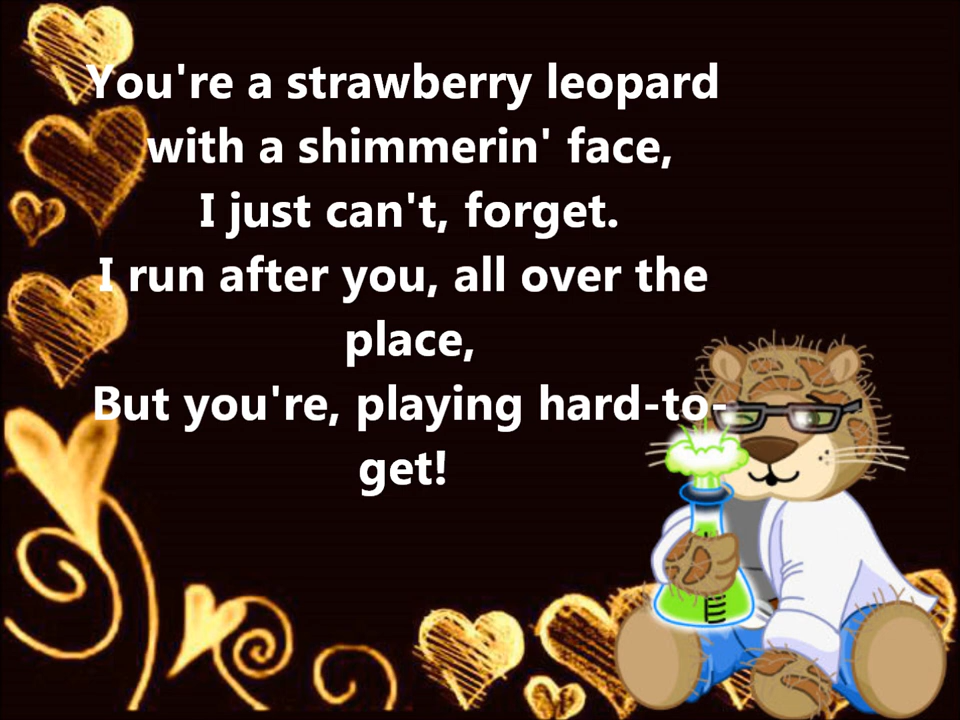 You're a strawberry leopard
with a shimmerin' face,
I just can't, forget.
I run after you, all over the
place,
But you're, playing hard-to-
get!